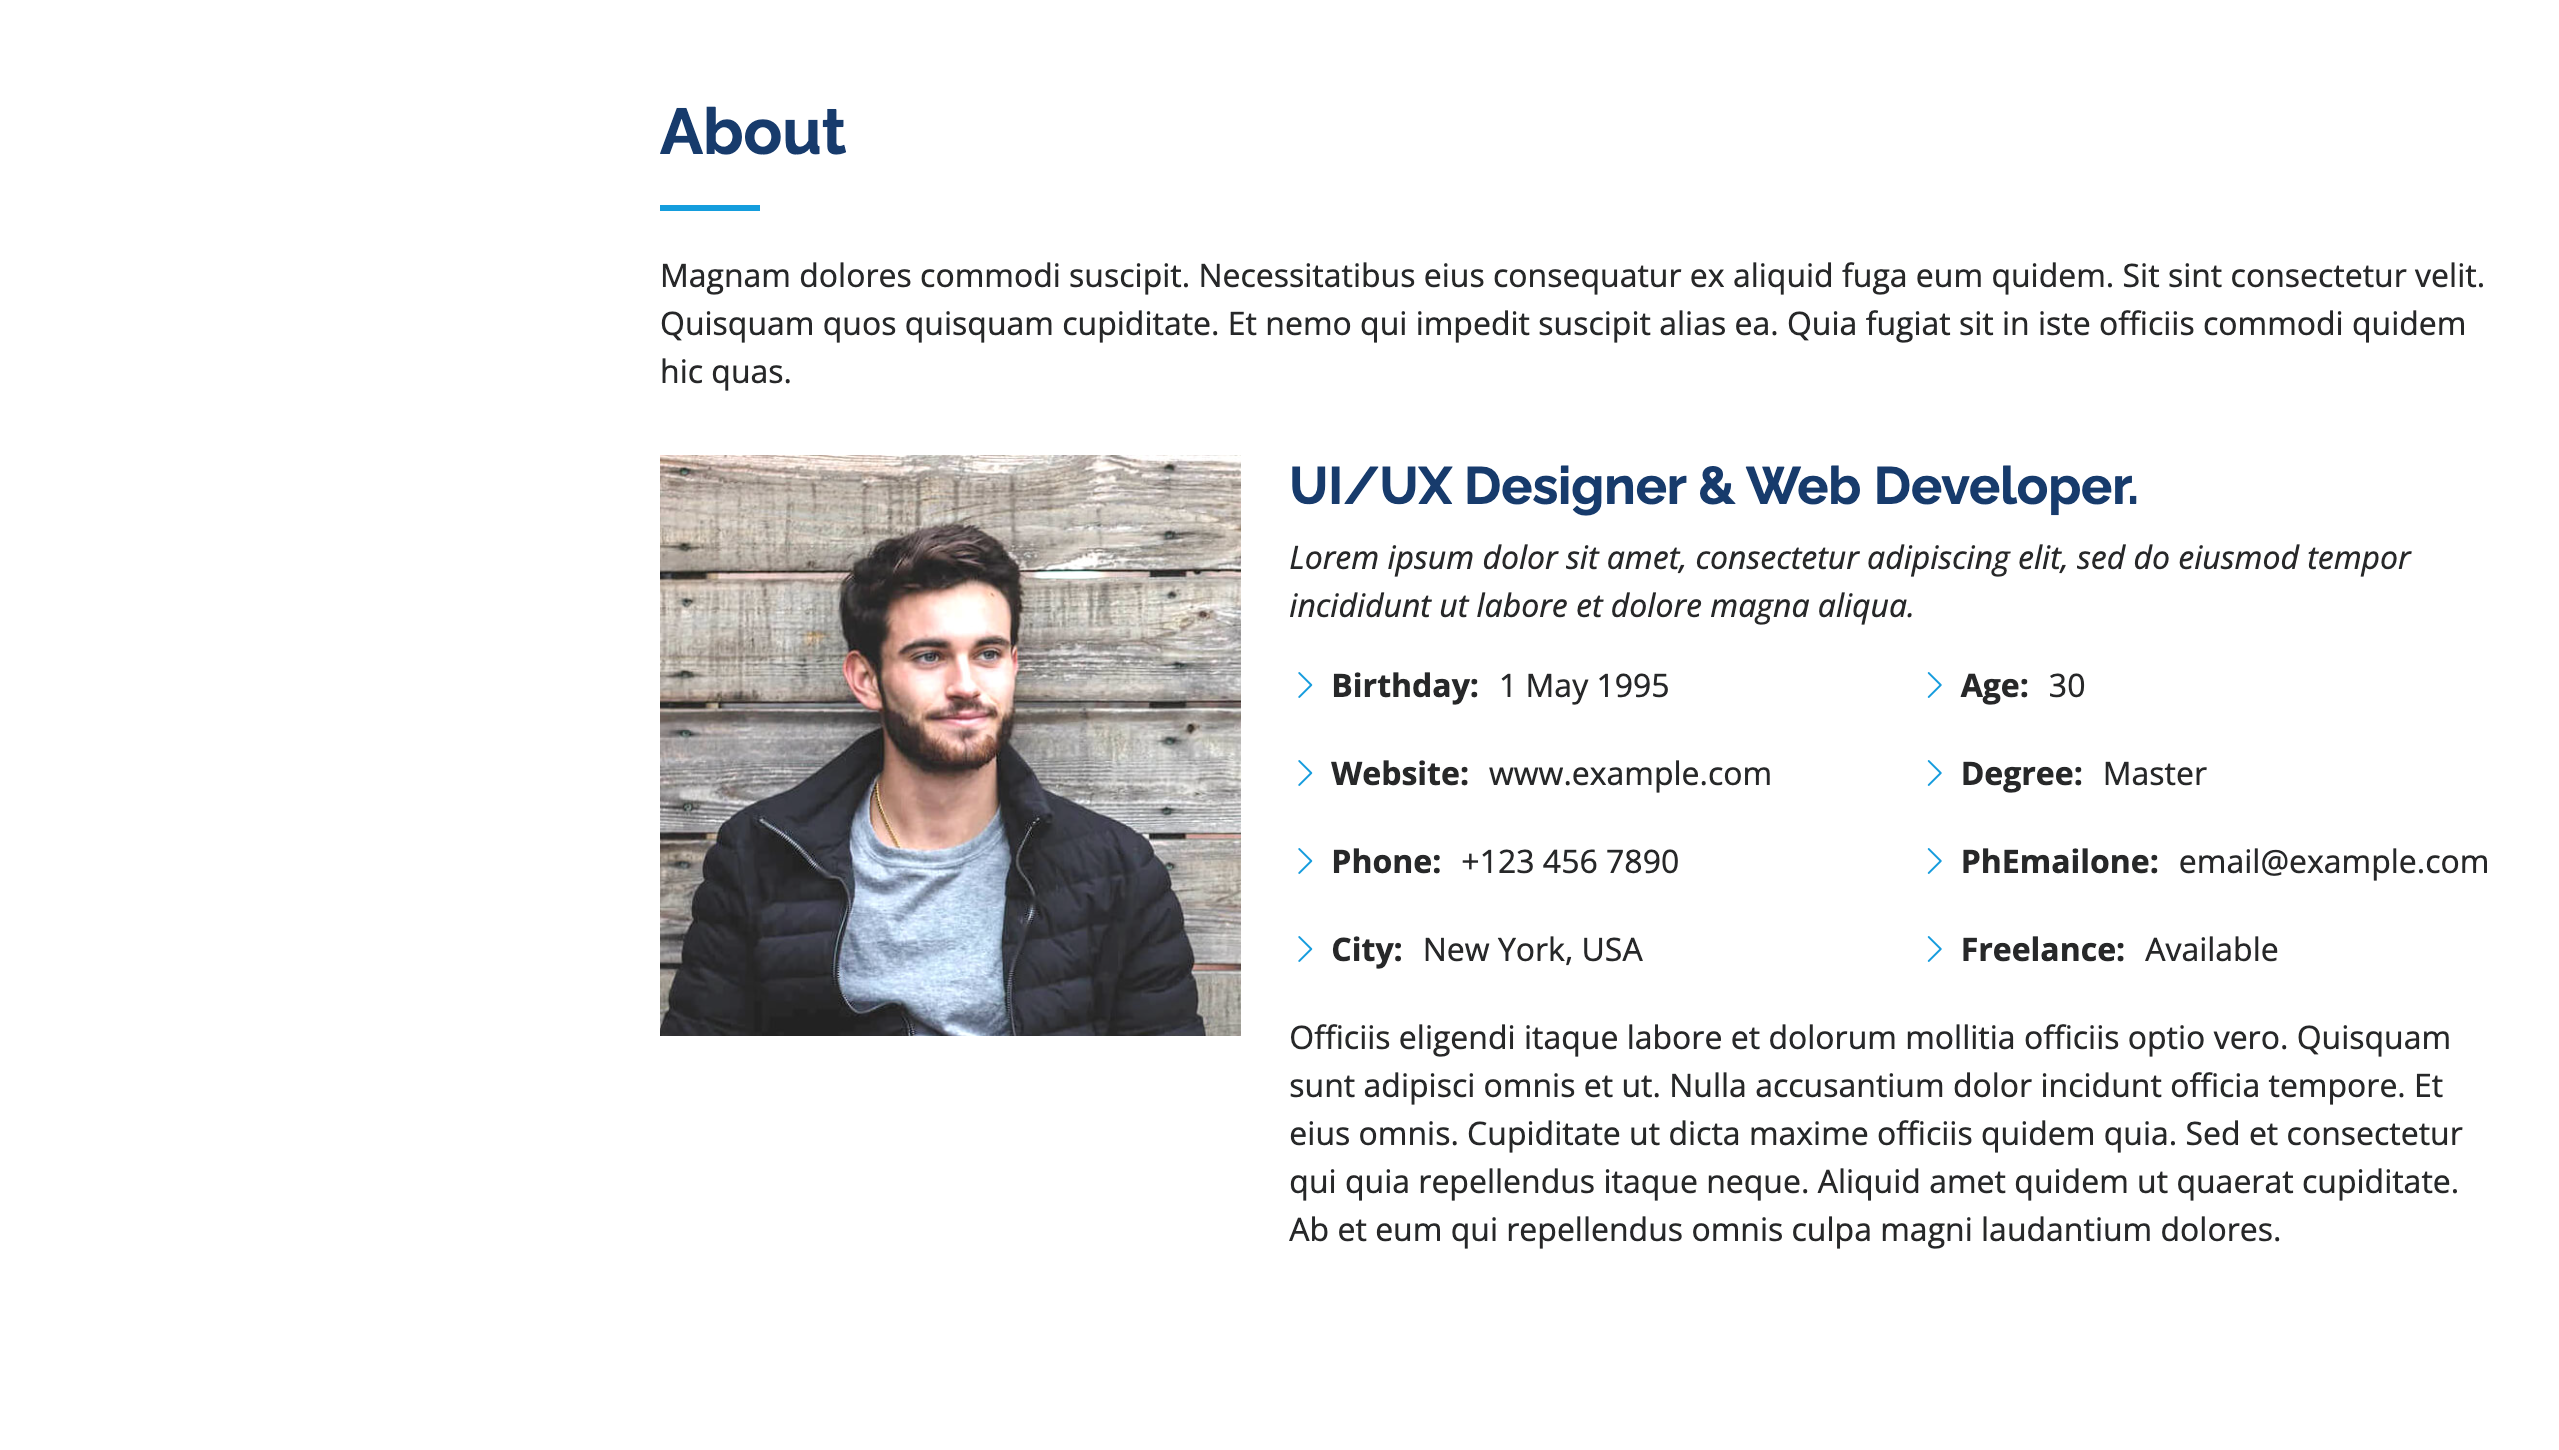 About
Magnam dolores commodi suscipit. Necessitatibus eius consequatur ex aliquid fuga eum quidem. Sit sint consectetur velit.
Quisquam quos quisquam cupiditate. Et nemo qui impedit suscipit alias ea. Quia fugiat sit in iste officiis commodi quidem
hic quas.
UI/UX Designer & Web Developer.
Lorem ipsum dolor sit amet, consectetur adipiscing elit, sed do eiusmod tempor
incididunt ut labore et dolore magna aliqua.
Birthday: 1 May 1995
Website: www.example.com
Phone: +123 456 7890
City: New York, USA
Age: 30
Degree: Master
PhEmailone: email@example.com
Freelance: Available
Officiis eligendi itaque labore et dolorum mollitia officiis optio vero. Quisquam
sunt adipisci omnis et ut. Nulla accusantium dolor incidunt officia tempore. Et
eius omnis. Cupiditate ut dicta maxime officiis quidem quia. Sed et consectetur
qui quia repellendus itaque neque. Aliquid amet quidem ut quaerat cupiditate.
Ab et eum qui repellendus omnis culpa magni laudantium dolores.